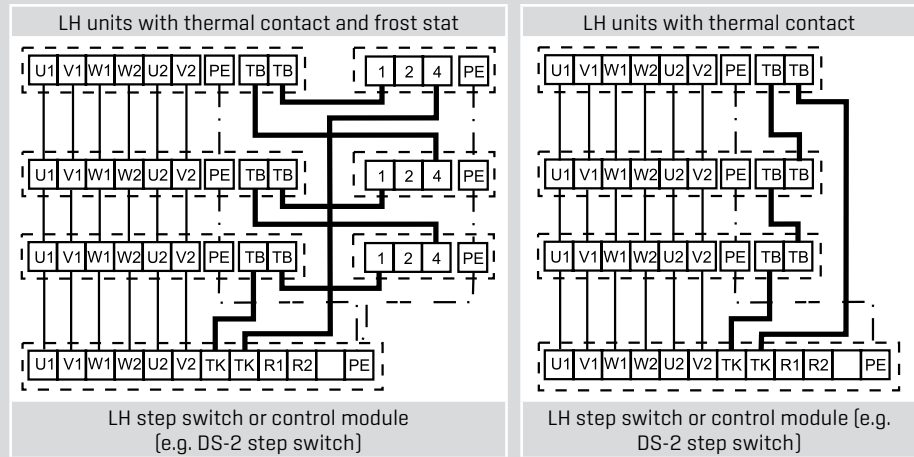 LH units with thermal contact and frost stat
U1 V1 W1 W2 U2 V2 PE TB TB 1 2 4 PE
U1 V1 W1 W2 U2 V2 PE TB TB 1 2 4 PE
U1 V1 W1 W2 U2 V2 PE TB TB 1 2 4 PE
U1 V1 W1 W2 U2 V2 TK TK R1 R2 PE
LH step switch or control module
(e.g. DS-2 step switch)
LH units with thermal contact
U1 V1 W1 W2 U2 V2 PE TB TB
U1 V1 W1 W2 U2 V2 PE TB TB
U1 V1 W1 W2 U2 V2 PE TB TB
U1 V1 W1 W2 U2 V2 TK TK R1 R2 PE
LH step switch or control module (e.g.
DS-2 step switch)